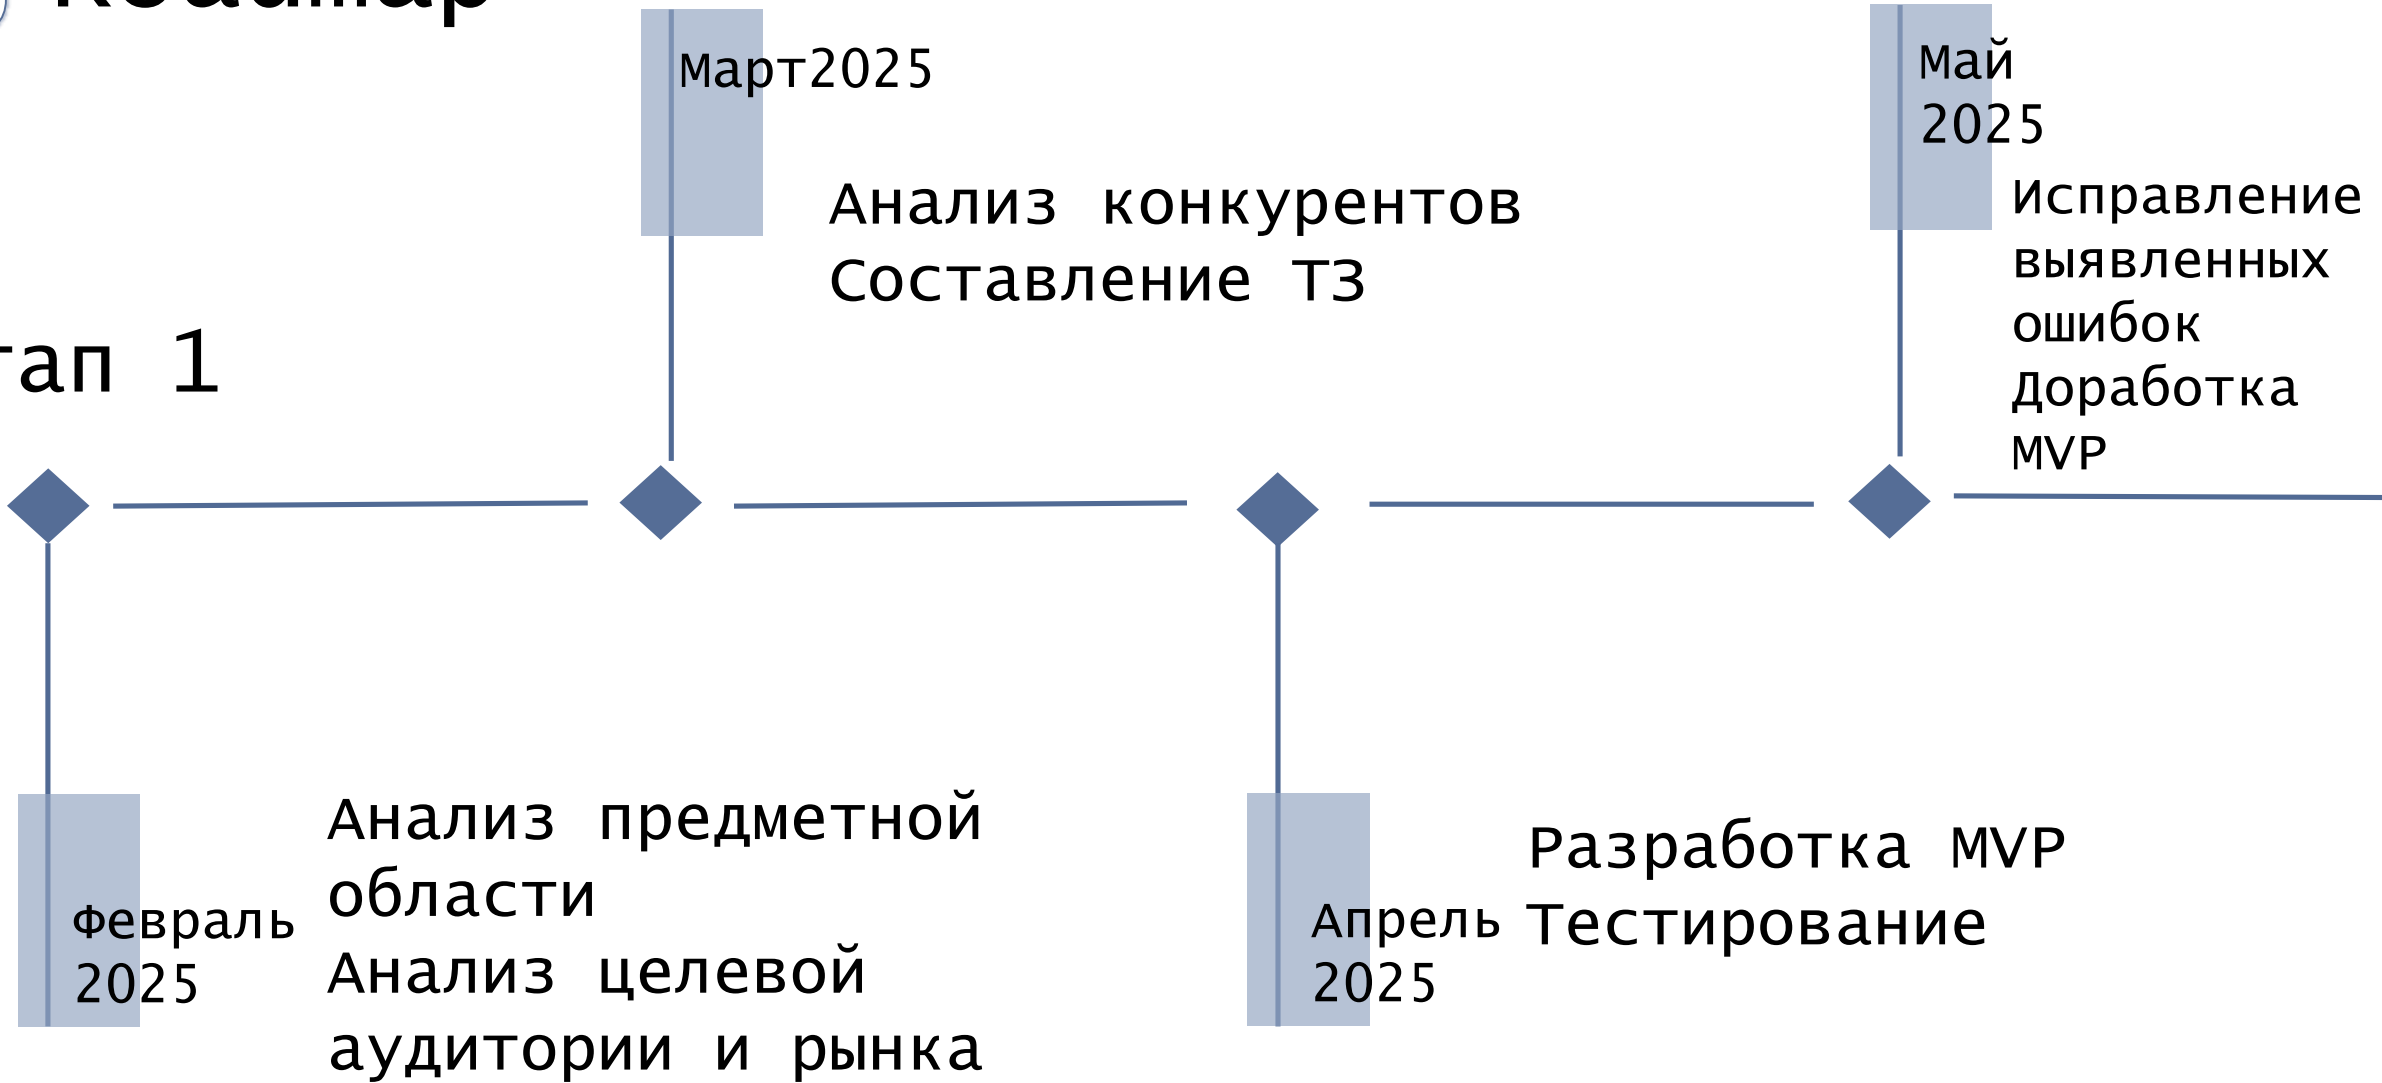 Roadmap
Март2025
Май
2025
Анализ конкурентов
Составление ТЗ
Исправление
выявленных
ошибок
Доработка
MVP
тап 1
Февраль
2025
Анализ предметной
области
Анализ целевой
аудитории и рынка
Апрель
2025
Разработка MVP
Тестирование